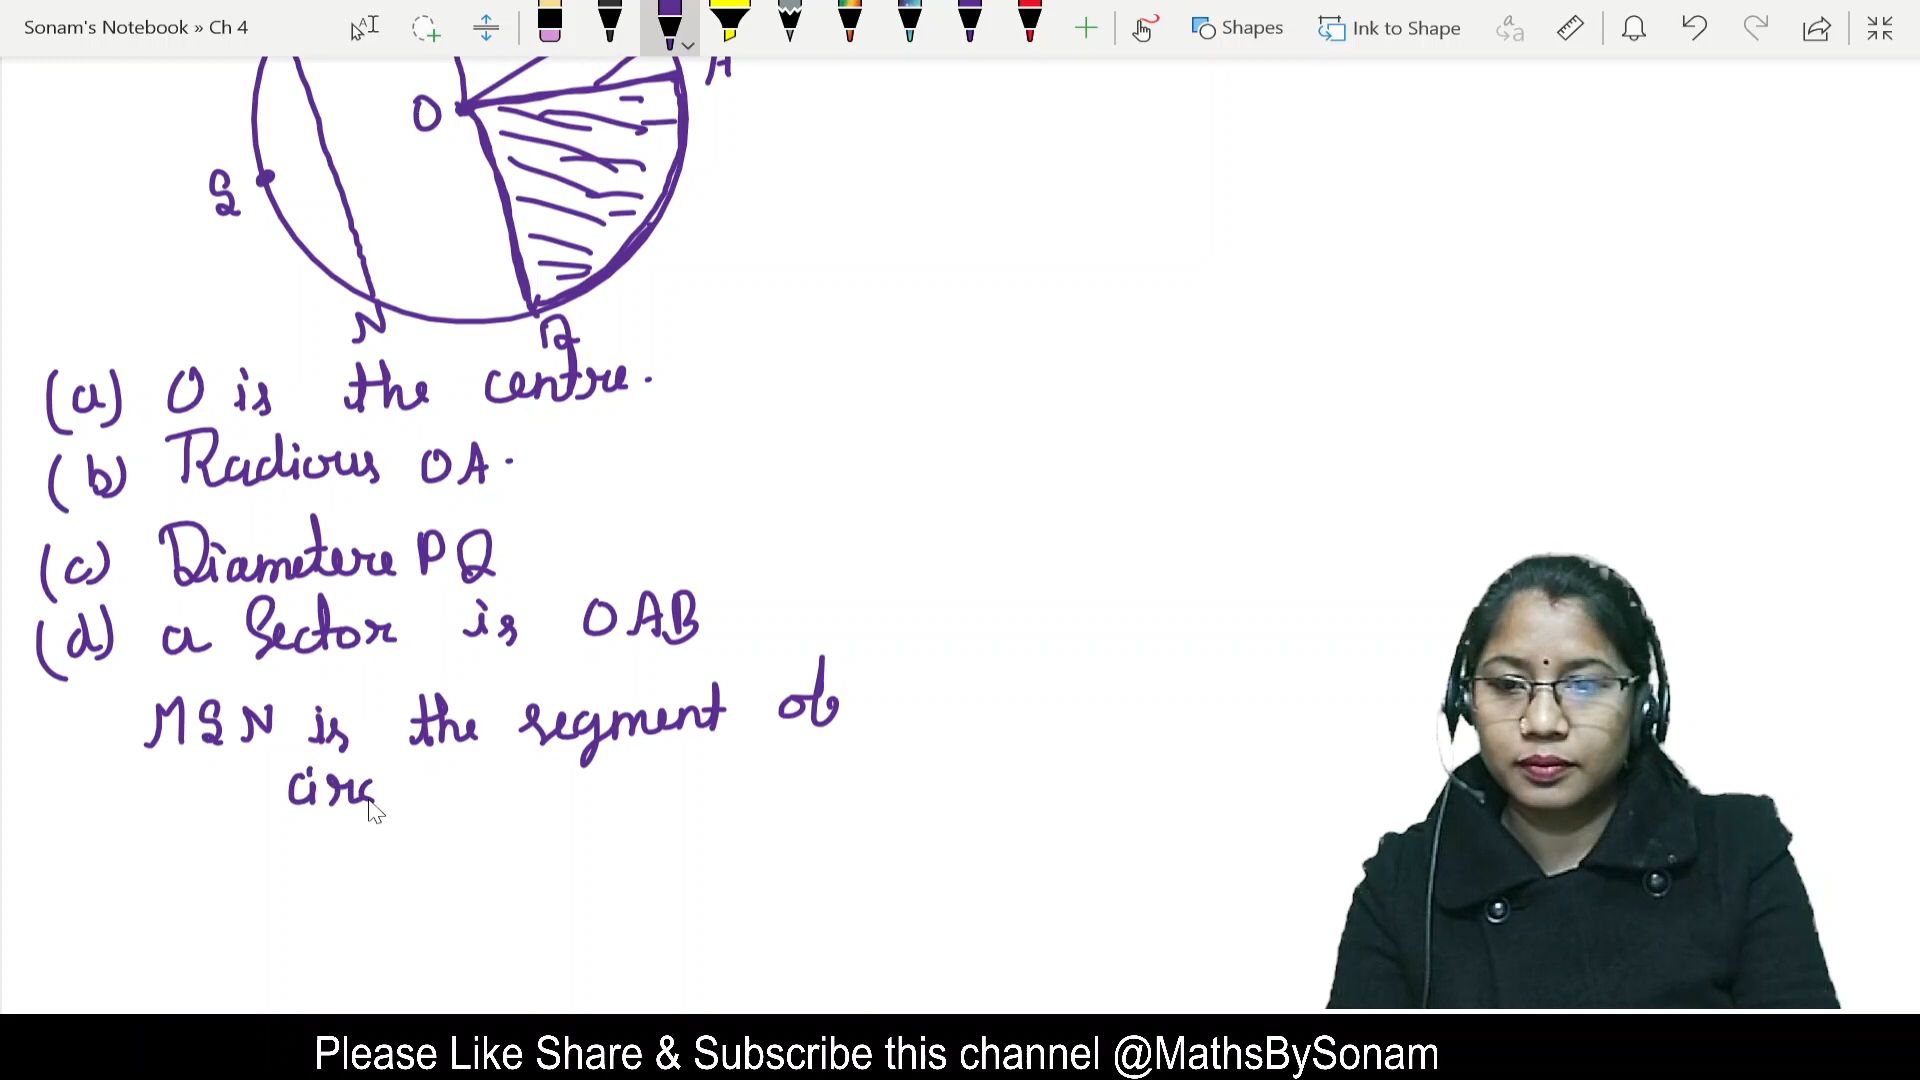 Sonam's Notebook » Ch 4
Shapes
Ink to Shape
A
O
S
N
(a) O is the centre.
(b) Radious OA.
(c) Diametere PQ
(d) a Sector is OAB
MSN is the segment of
circ
Please Like Share & Subscribe this channel @MathsBySonam